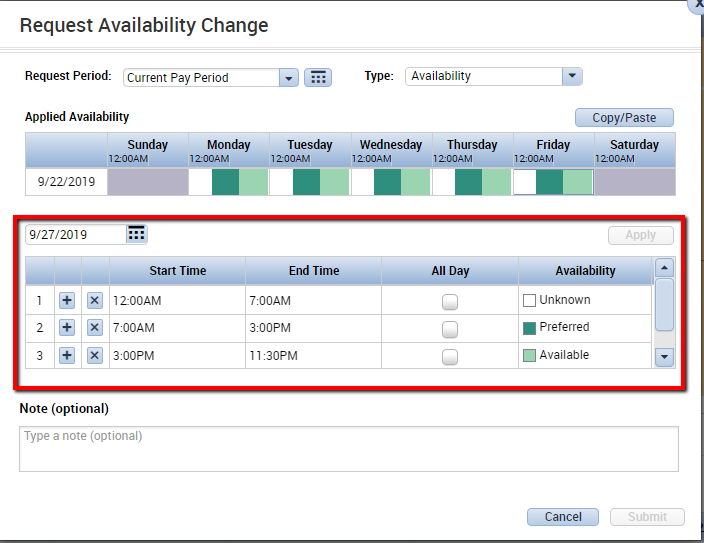 x
Request Availability Change
Request Period: Current Pay Period Type: Availability
Applied Availability Copy/Paste
Sunday Monday Tuesday Wednesday Thursday Friday Saturday
12:00AM 12:00AM 12:00AM 12:00AM 12:00AM 12:00AM 12:00AM
9/22/2019
9/27/2019 Apply
Start Time End Time All Day Availability
1 + x 12:00AM 7:00AM Unknown
2 + x 7:00AM 3:00PM Preferred
3 + x 3:00PM 11:30PM Available
Note (optional)
Type a note (optional)
Cancel Submit